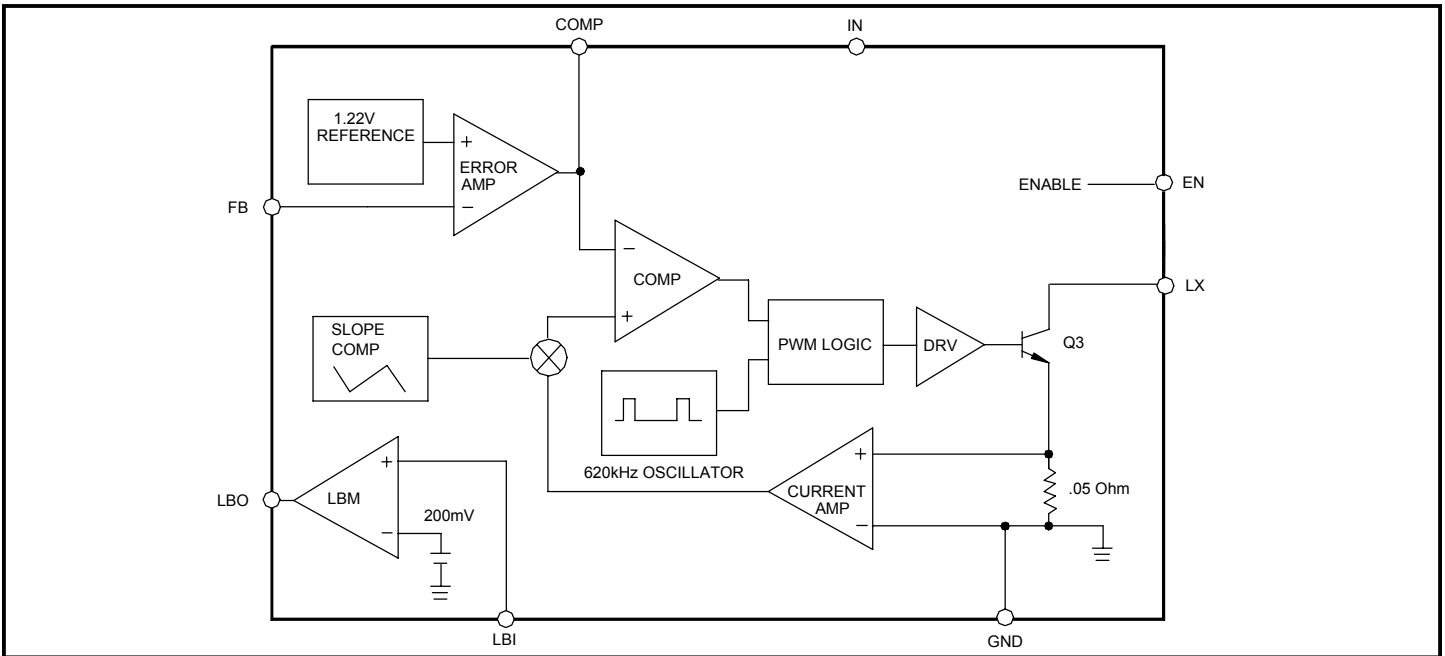 COMP
IN
1.22V
REFERENCE
+
ERROR
AMP
−
FB
ENABLE
EN
−
COMP
+
LX
SLOPE
COMP
PWM LOGIC
DRV
Q3
620kHz OSCILLATOR
+
LBM
−
LBO
200mV
+
CURRENT
AMP
−
.05 Ohm
LBI
GND